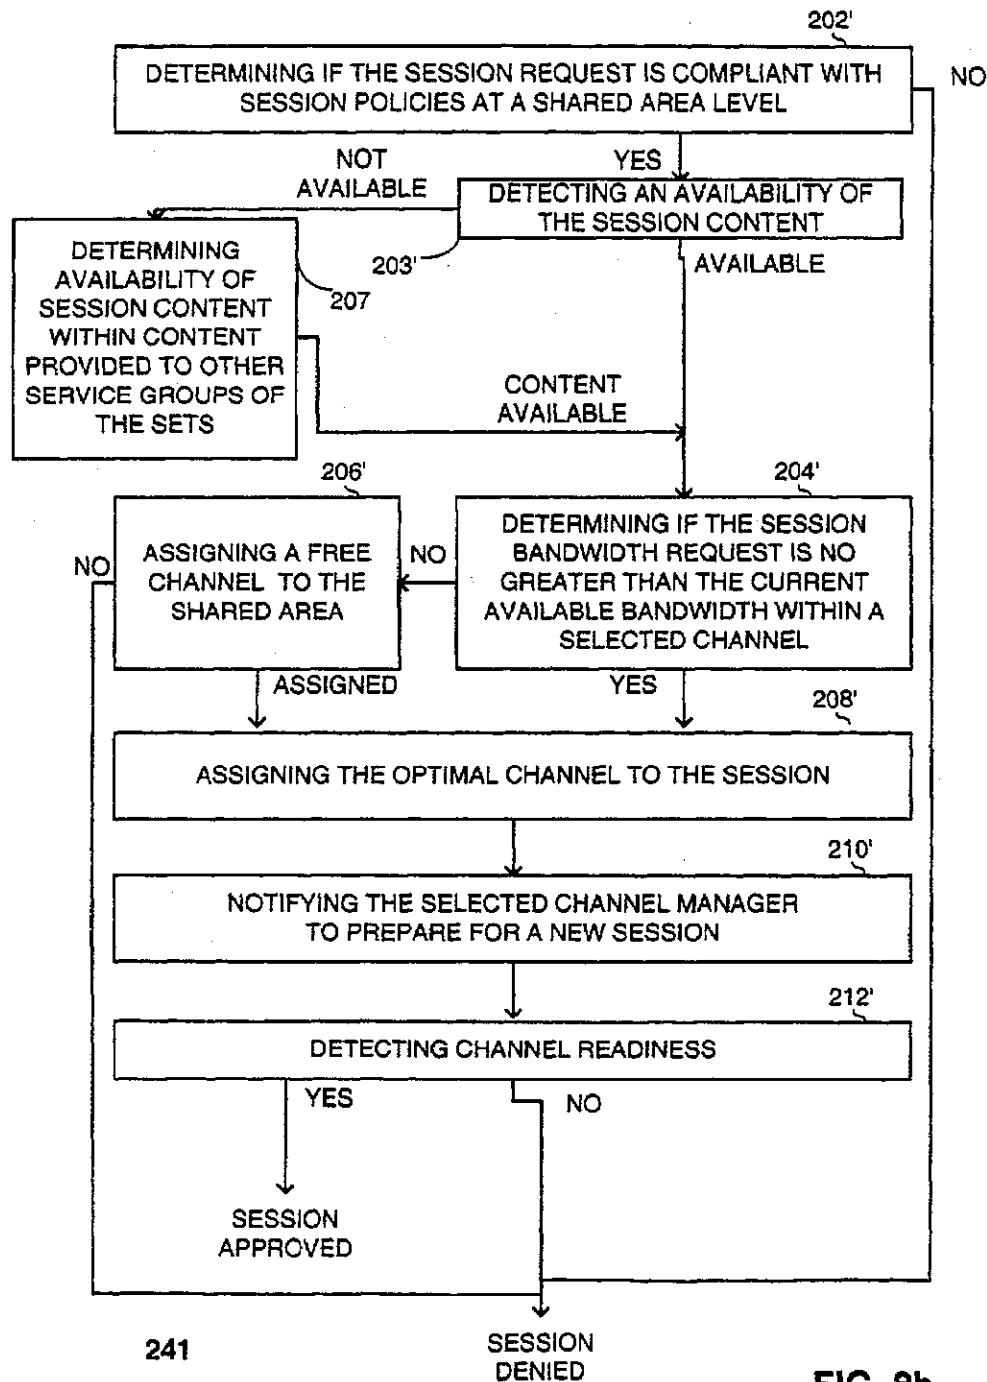 202'
DETERMINING IF THE SESSION REQUEST IS COMPLIANT WITH
SESSION POLICIES AT A SHARED AREA LEVEL
NO
NOT
AVAILABLE
YES
DETECTING AN AVAILABILITY OF
THE SESSION CONTENT
203'
AVAILABLE
DETERMINING
AVAILABILITY OF
SESSION CONTENT
WITHIN CONTENT
PROVIDED TO OTHER
SERVICE GROUPS OF
THE SETS
207
CONTENT
AVAILABLE
206'
204'
NO
ASSIGNING A FREE
CHANNEL TO THE
SHARED AREA
NO
DETERMINING IF THE SESSION
BANDWIDTH REQUEST IS NO
GREATER THAN THE CURRENT
AVAILABLE BANDWIDTH WITHIN A
SELECTED CHANNEL
ASSIGNED
YES
208'
ASSIGNING THE OPTIMAL CHANNEL TO THE SESSION
210'
NOTIFYING THE SELECTED CHANNEL MANAGER
TO PREPARE FOR A NEW SESSION
212'
DETECTING CHANNEL READINESS
YES
NO
SESSION
APPROVED
241
SESSION
DENIED